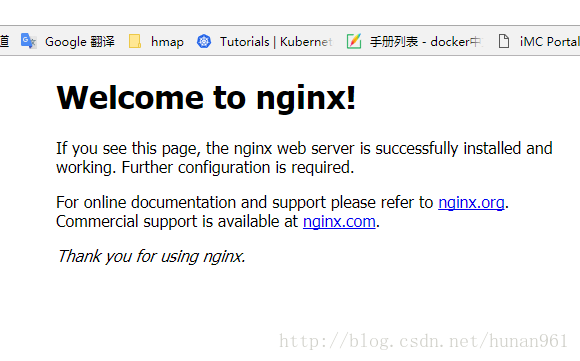 道 Google 翻译 hmap Tutorials | Kuberne 手册列表 - docker中 iMC Portal
Welcome to nginx!
If you see this page, the nginx web server is successfully installed and
working. Further configuration is required.
For online documentation and support please refer to nginx.org.
Commercial support is available at nginx.com.
Thank you for using nginx.
http://blog.csdn.net/hunan961